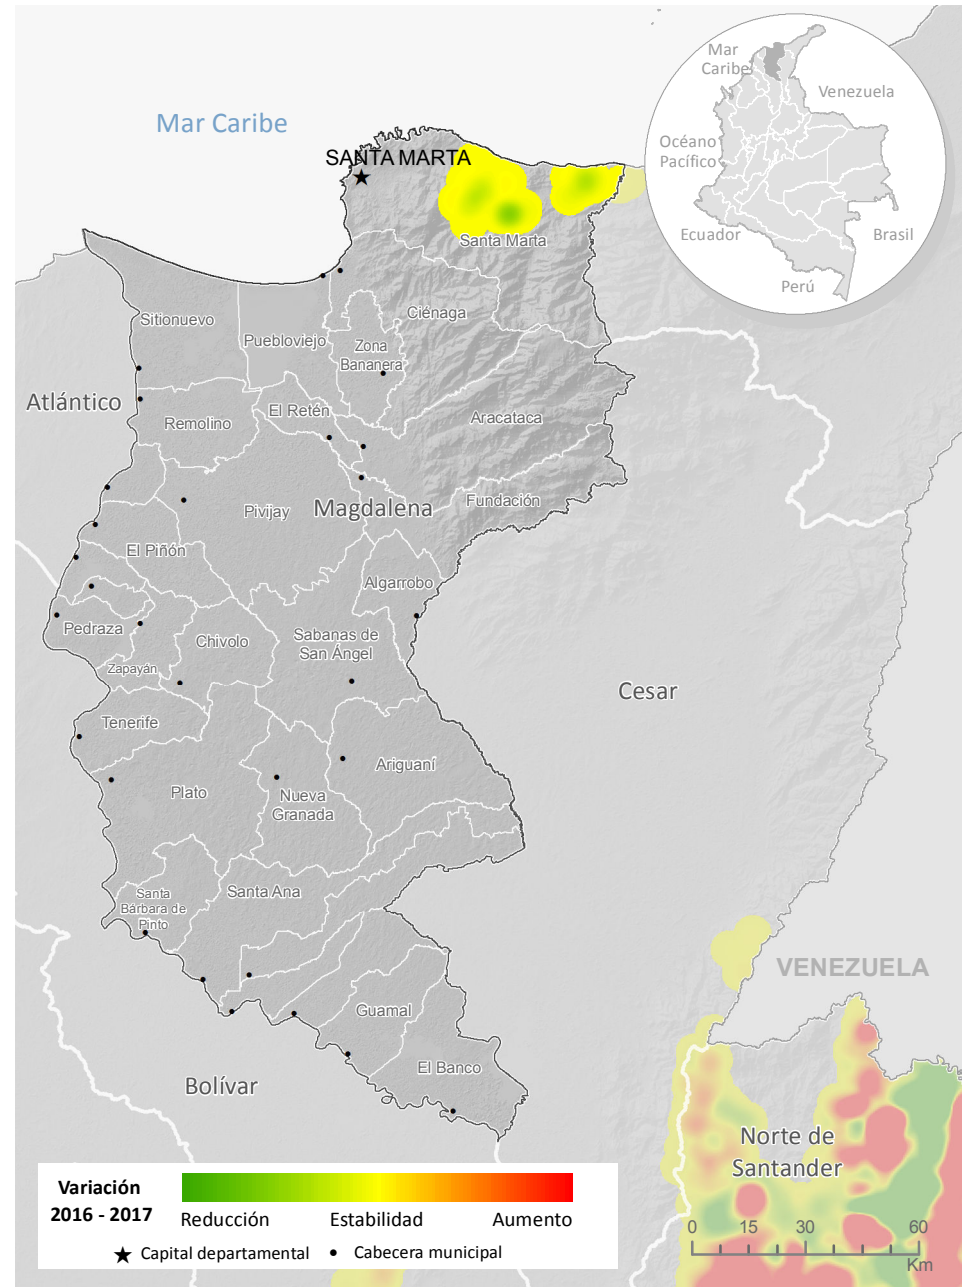 Mar
Caribe
Venezuela
Océano
Pacífico
Ecuador
Brasil
Perú
Mar Caribe
SANTA MARTA
Santa Marta
Ciénaga
Sitionuevo
Puebloviejo
Zona
Bananera
Atlántico
El Retén
Remolino
Aracataca
Fundación
Pivijay
Magdalena
El Piñón
Algarrobo
Pedraza
Chivolo
Sabanas de
San Ángel
Zapayán
Cesar
Tenerife
Ariguaní
Plato
Nueva
Granada
Santa Ana
Santa
Bárbara de
Pinto
VENEZUELA
Guamal
El Banco
Bolívar
Norte de
Santander
Variación
2016 - 2017
Reducción
Estabilidad
Aumento
Capital departamental
Cabecera municipal
0 15 30 60
Km